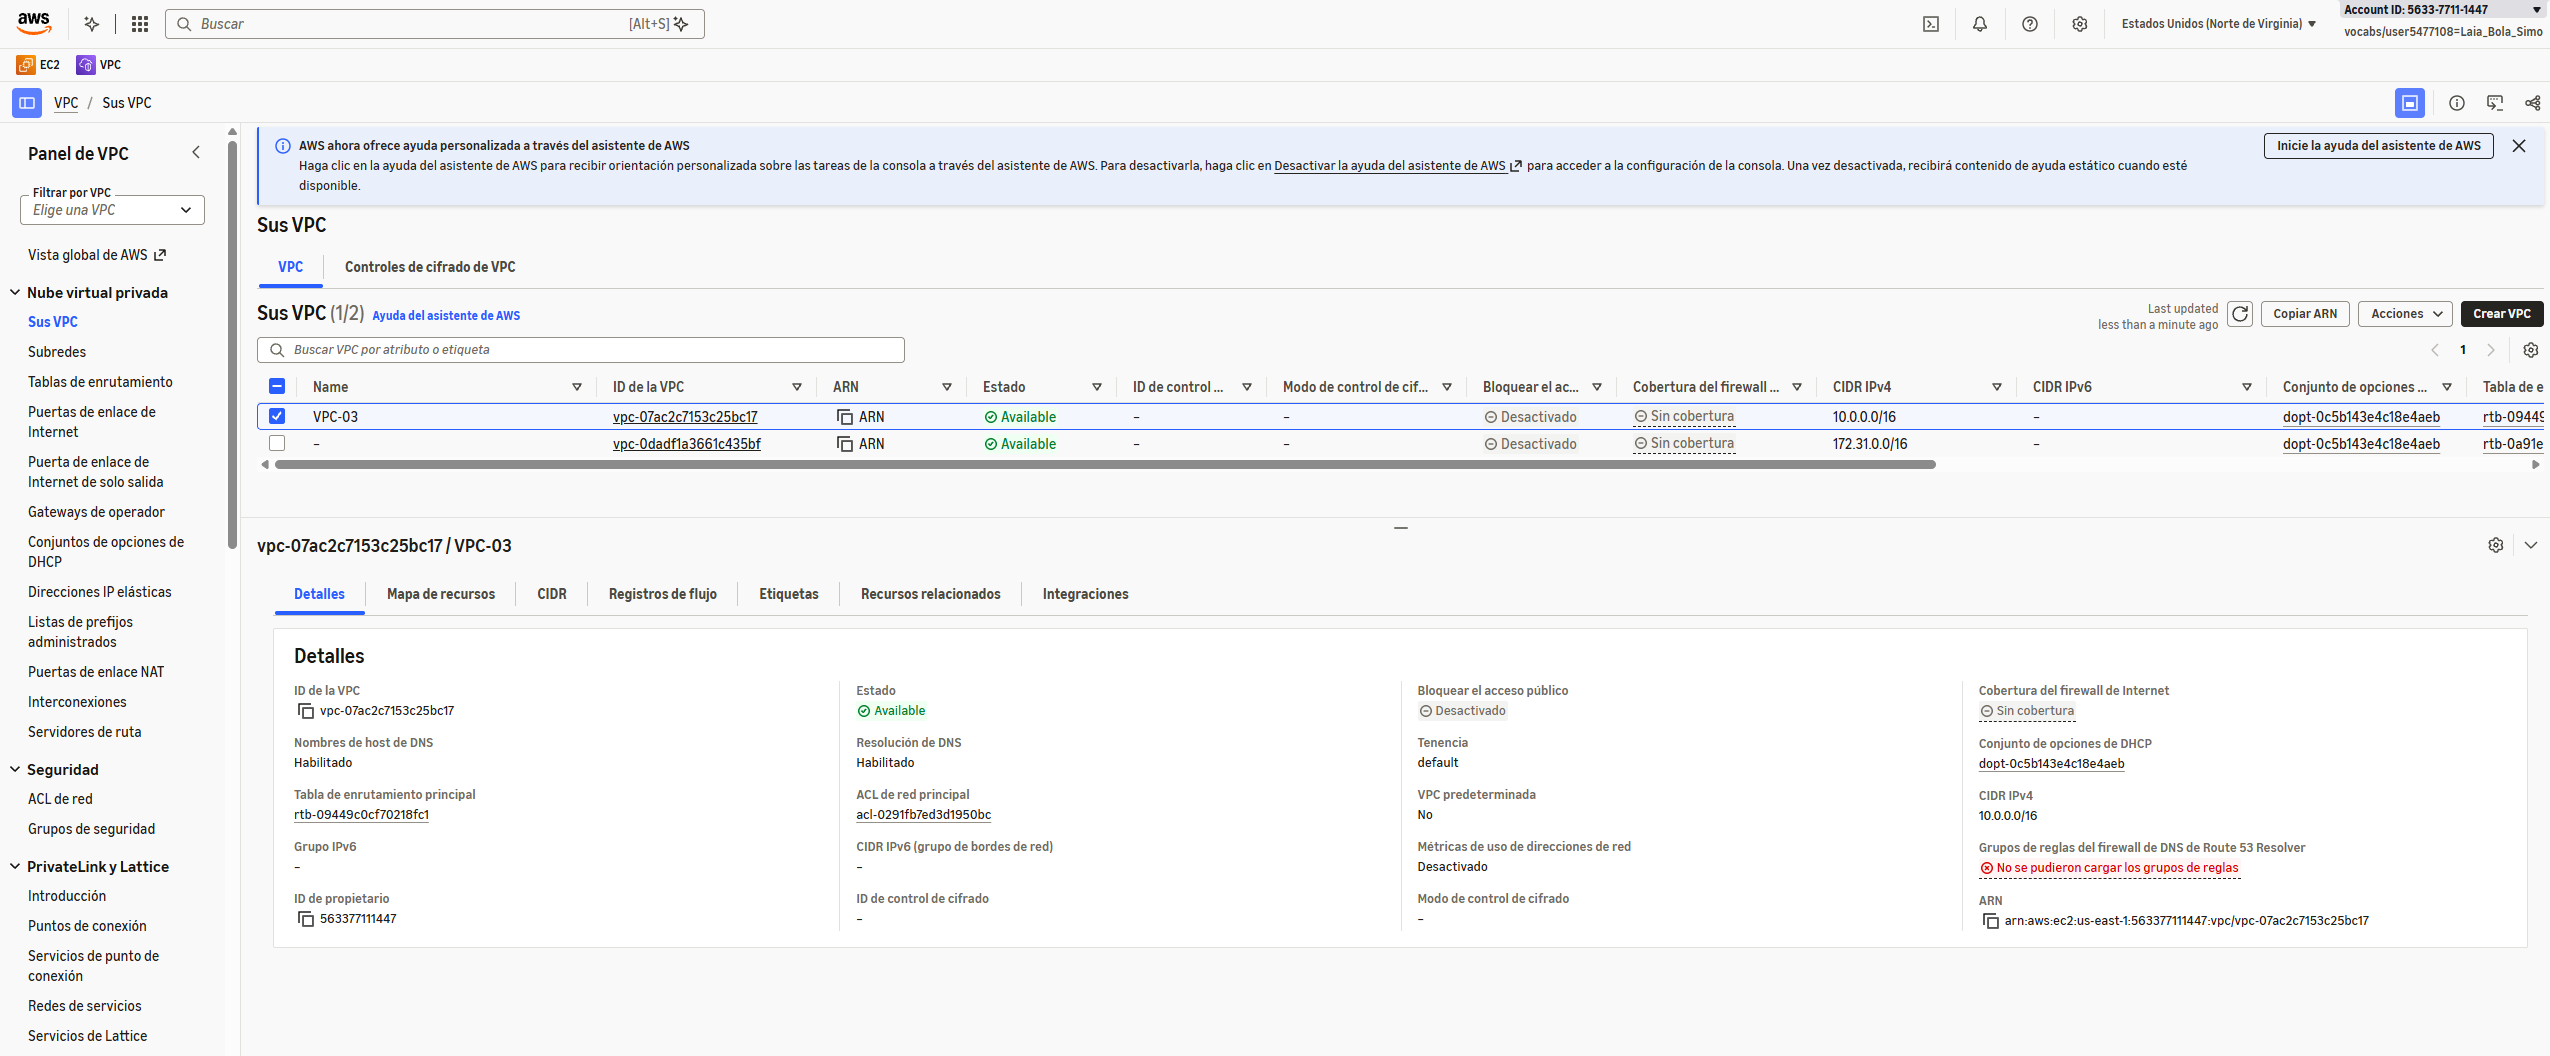 aws
Buscar
[Alt+S]
Estados Unidos (Norte de Virginia)
Account ID: 5633-7711-1447
vocabs/user5477108=Laia_Bola_Simo
EC2
VPC
VPC / Sus VPC
Panel de VPC
Filtrar por VPC
Elige una VPC
Vista global de AWS
Nube virtual privada
Sus VPC
Subredes
Tablas de enrutamiento
Puertas de enlace de
Internet
Puerta de enlace de
Internet de solo salida
Gateways de operador
Conjuntos de opciones de
DHCP
Direcciones IP elásticas
Listas de prefijos
administrados
Puertas de enlace NAT
Interconexiones
Servidores de ruta
Seguridad
ACL de red
Grupos de seguridad
PrivateLink y Lattice
Introducción
Puntos de conexión
Servicios de punto de
conexión
Redes de servicios
Servicios de Lattice
AWS ahora ofrece ayuda personalizada a través del asistente de AWS
Haga clic en la ayuda del asistente de AWS para recibir orientación personalizada sobre las tareas de la consola a través del asistente de AWS. Para desactivarla, haga clic en Desactivar la ayuda del asistente de AWS para acceder a la configuración de la consola. Una vez desactivada, recibirá contenido de ayuda estático cuando esté
disponible.
Inicie la ayuda del asistente de AWS
Sus VPC
VPC
Controles de cifrado de VPC
Sus VPC (1/2) Ayuda del asistente de AWS
Last updated
less than a minute ago
Copiar ARN
Acciones
Crear VPC
Buscar VPC por atributo o etiqueta
1
Name ID de la VPC ARN Estado ID de control ... Modo de control de cif... Bloquear el ac... Cobertura del firewall ... CIDR IPv4 CIDR IPv6 Conjunto de opciones ... Tabla de e
VPC-03 vpc-07ac2c7153c25bc17 ARN Available – – Desactivado Sin cobertura 10.0.0.0/16 – dopt-0c5b143e4c18e4aeb rtb-09449
– vpc-0dadf1a3661c435bf ARN Available – – Desactivado Sin cobertura 172.31.0.0/16 – dopt-0c5b143e4c18e4aeb rtb-0a91e
vpc-07ac2c7153c25bc17 / VPC-03
Detalles
Mapa de recursos
CIDR
Registros de flujo
Etiquetas
Recursos relacionados
Integraciones
Detalles
ID de la VPC
vpc-07ac2c7153c25bc17
Nombres de host de DNS
Habilitado
Tabla de enrutamiento principal
rtb-09449c0cf70218fc1
Grupo IPv6
–
ID de propietario
563377111447
Estado
Available
Resolución de DNS
Habilitado
ACL de red principal
acl-0291fb7ed3d1950bc
CIDR IPv6 (grupo de bordes de red)
–
ID de control de cifrado
–
Bloquear el acceso público
Desactivado
Tenencia
default
VPC predeterminada
No
Métricas de uso de direcciones de red
Desactivado
Modo de control de cifrado
–
Cobertura del firewall de Internet
Sin cobertura
Conjunto de opciones de DHCP
dopt-0c5b143e4c18e4aeb
CIDR IPv4
10.0.0.0/16
Grupos de reglas del firewall de DNS de Route 53 Resolver
No se pudieron cargar los grupos de reglas
ARN
arn:aws:ec2:us-east-1:563377111447:vpc/vpc-07ac2c7153c25bc17